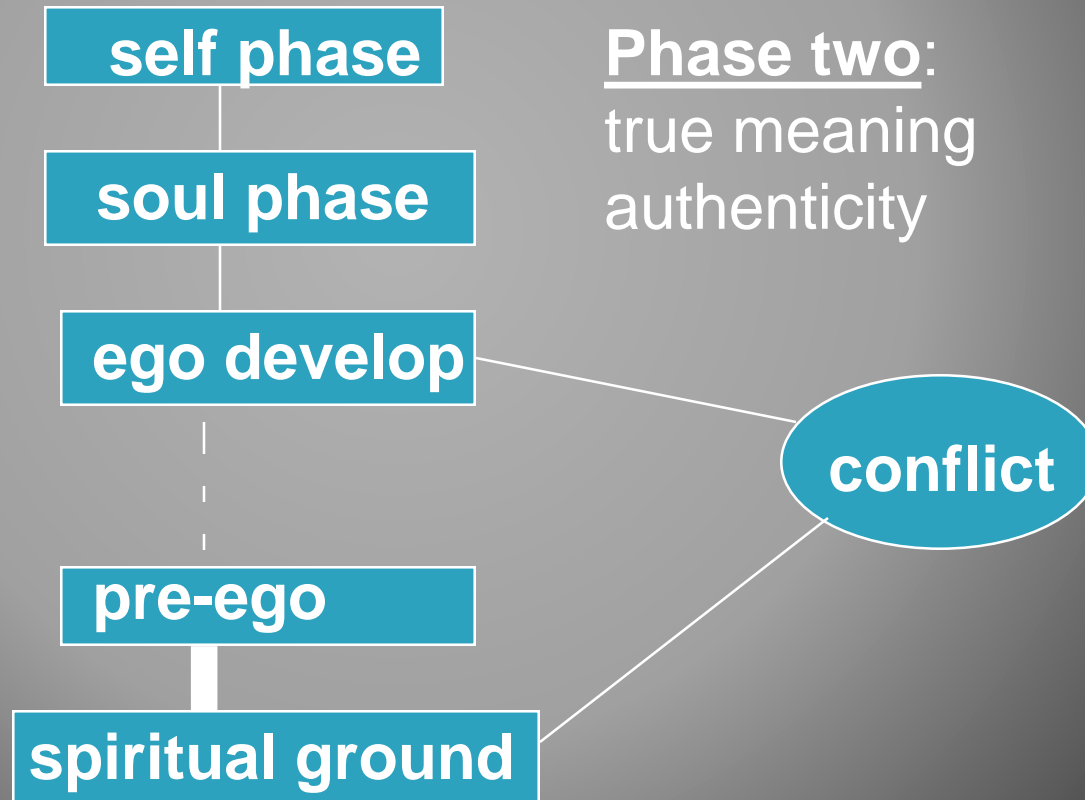 self phase
Phase two:
true meaning
authenticity
soul phase
ego develop
conflict
pre-ego
spiritual ground